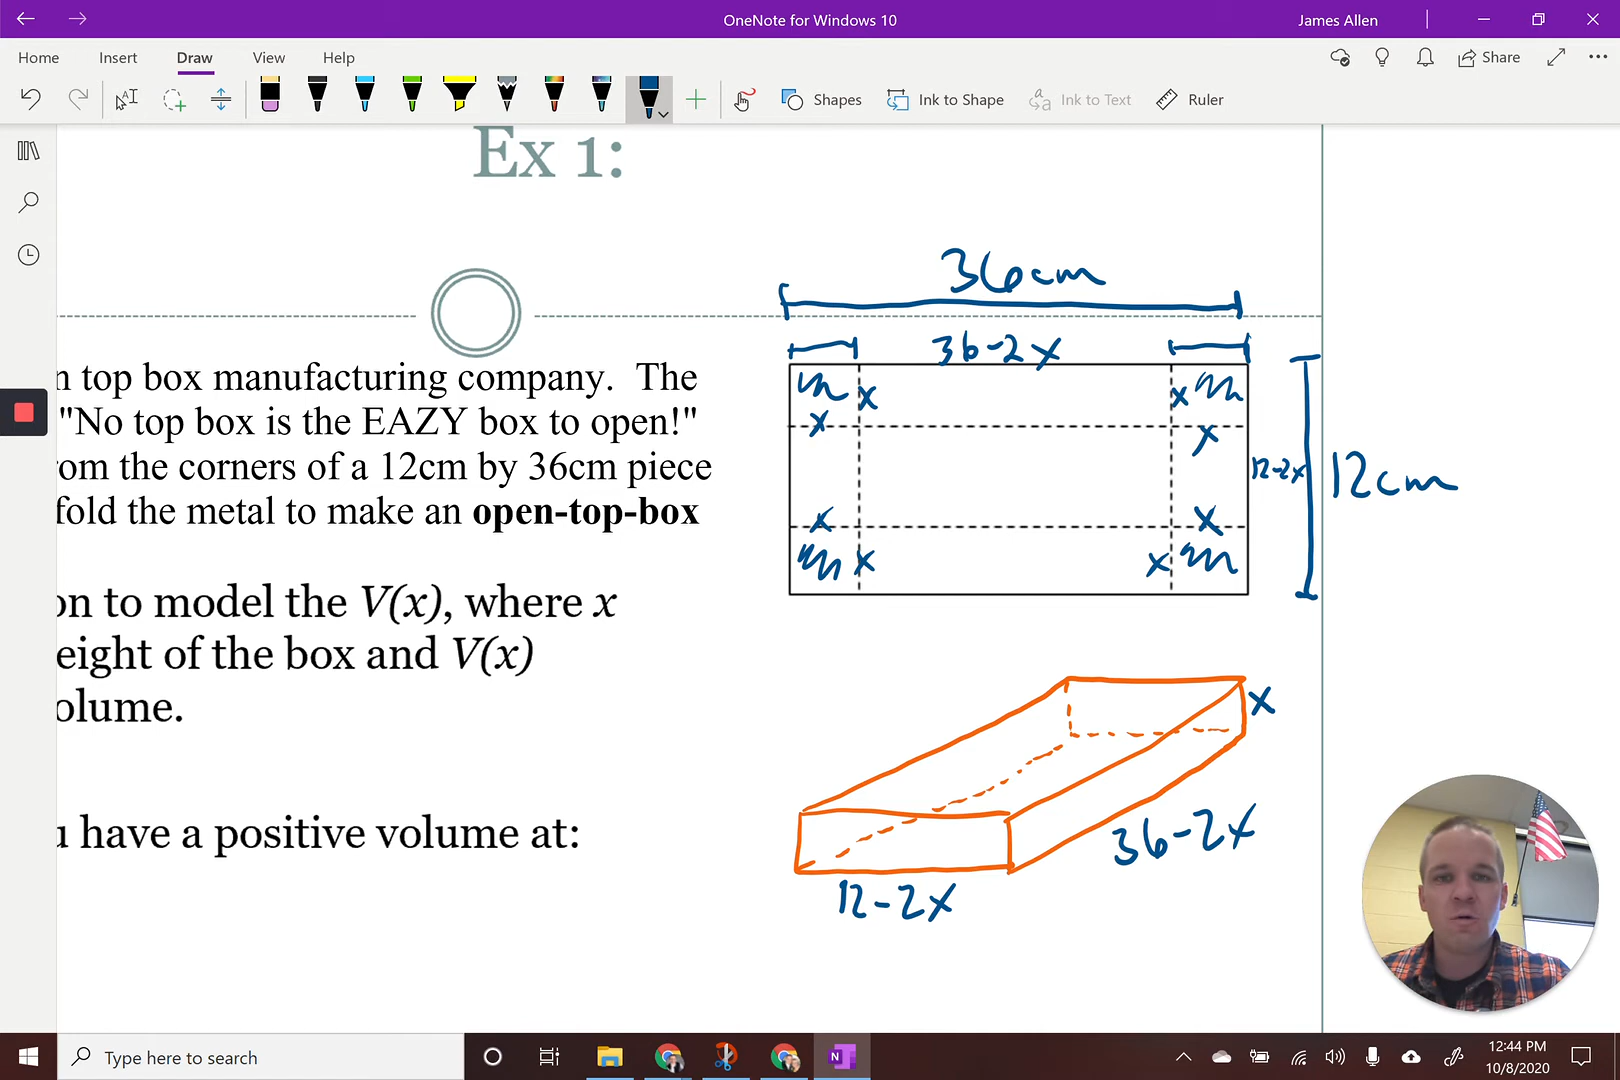 OneNote for Windows 10
James Allen
Home Insert Draw View Help
Share
Shapes
Ink to Shape
Ink to Text
Ruler
Ex 1:
n top box manufacturing company. The
"No top box is the EAZY box to open!"
om the corners of a 12cm by 36cm piece
fold the metal to make an open-top-box
on to model the V(x), where x
eight of the box and V(x)
olume.
u have a positive volume at:
36cm
36-2x
x x
x x
12-2x
12cm
x x
x x
x
36-2x
12-2x
Type here to search
12:44 PM
10/8/2020